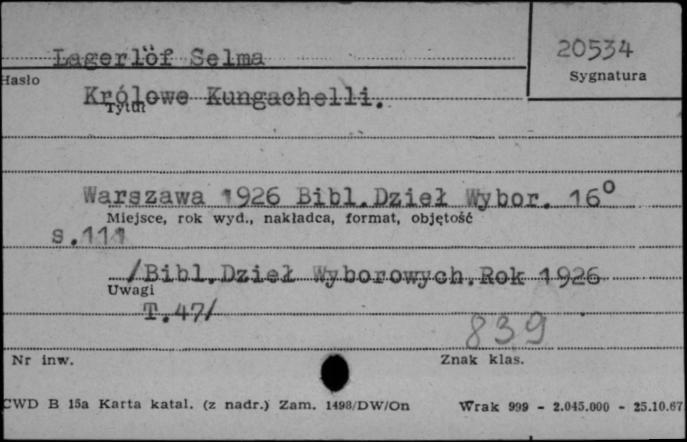 Lagerlöf Selma
20534
Hasło
Sygnatura
Królowe Kungachelli.
Tytuł
Warszawa 1926 Bibl.Dzieł Wybor. 16°
Miejsce, rok wyd., nakładca, format, objętość
s.111
/Bibl.Dzieł Wyborowych.Rok 1926
Uwagi
T.47/
839
Nr inw.
Znak klas.
CWD B 15a Karta katal. (z nadr.) Zam. 1498/DW/On
Wrak 999 - 2.045.000 - 25.10.67